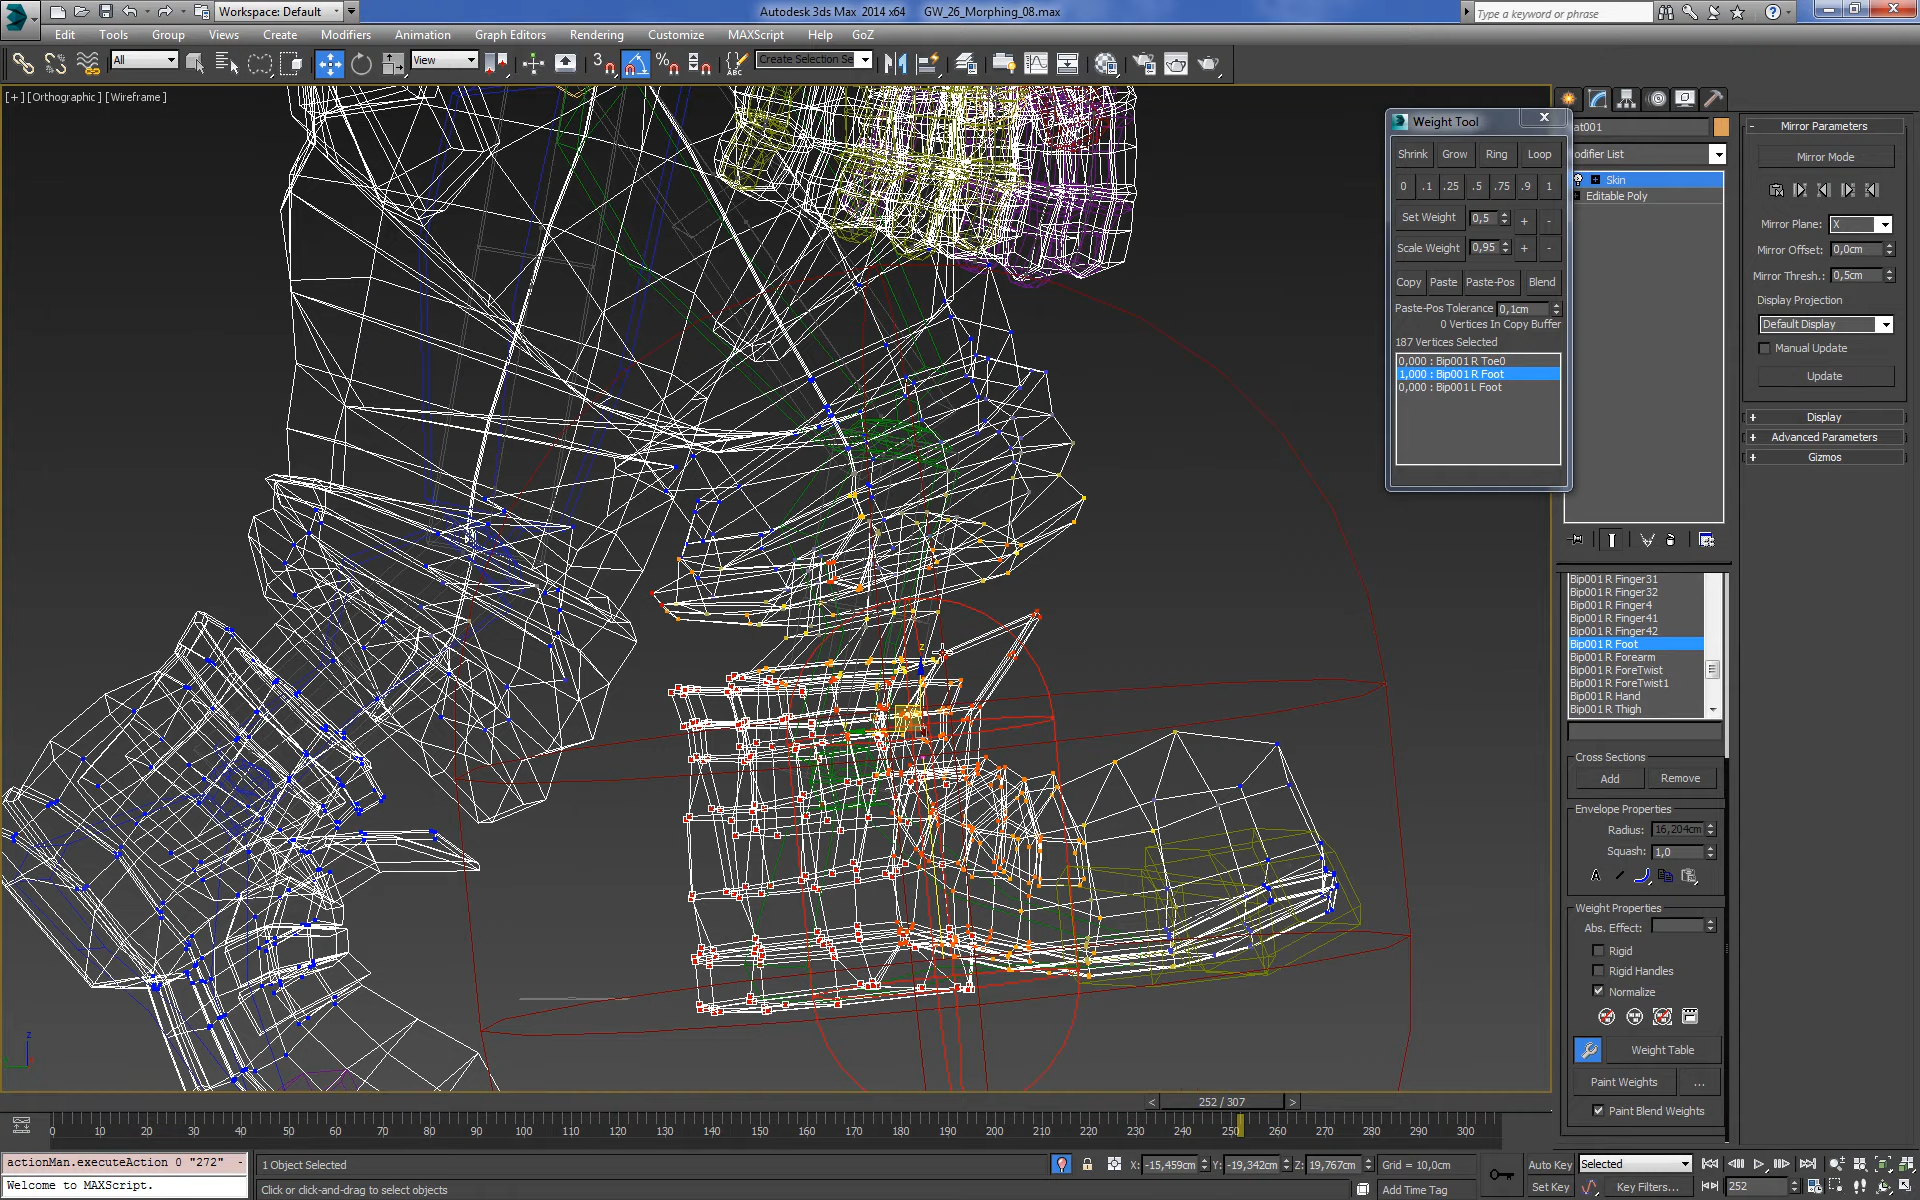 Workspace: Default
Autodesk 3ds Max 2014 x64 GW_26_Morphing_08.max
Type a keyword or phrase
Edit Tools Group Views Create Modifiers Animation Graph Editors Rendering Customize MAXScript Help GoZ
All
View
3
Create Selection Se
[+] [Orthographic] [Wireframe]
Weight Tool
Shrink Grow Ring Loop
0 .1 .25 .5 .75 .9 1
Set Weight 0,5 + -
Scale Weight 0,95 + -
Copy Paste Paste-Pos Blend
Paste-Pos Tolerance 0,1cm
0 Vertices In Copy Buffer
187 Vertices Selected
0,000 : Bip001 R Toe0
1,000 : Bip001 R Foot
0,000 : Bip001 L Foot
at001
odifier List
Skin
Editable Poly
Bip001 R Finger31
Bip001 R Finger32
Bip001 R Finger4
Bip001 R Finger41
Bip001 R Finger42
Bip001 R Foot
Bip001 R Forearm
Bip001 R ForeTwist
Bip001 R ForeTwist1
Bip001 R Hand
Bip001 R Thigh
Cross Sections
Add Remove
Envelope Properties
Radius: 16,204cm
Squash: 1,0
Weight Properties
Abs. Effect:
Rigid
Rigid Handles
Normalize
Weight Table
Paint Weights ...
Paint Blend Weights
- Mirror Parameters
Mirror Mode
Mirror Plane: X
Mirror Offset: 0,0cm
Mirror Thresh.: 0,5cm
Display Projection
Default Display
Manual Update
Update
+ Display
+ Advanced Parameters
+ Gizmos
z
z
< 252 / 307 >
0 10 20 30 40 50 60 70 80 90 100 110 120 130 140 150 160 170 180 190 200 210 220 230 240 250 260 270 280 290 300
actionMan.executeAction 0 "272" -
Welcome to MAXScript.
1 Object Selected
Click or click-and-drag to select objects
X: -15,459cm Y: -19,342cm Z: 19,767cm
Grid = 10,0cm
Add Time Tag
Auto Key Selected
Set Key Key Filters...
252